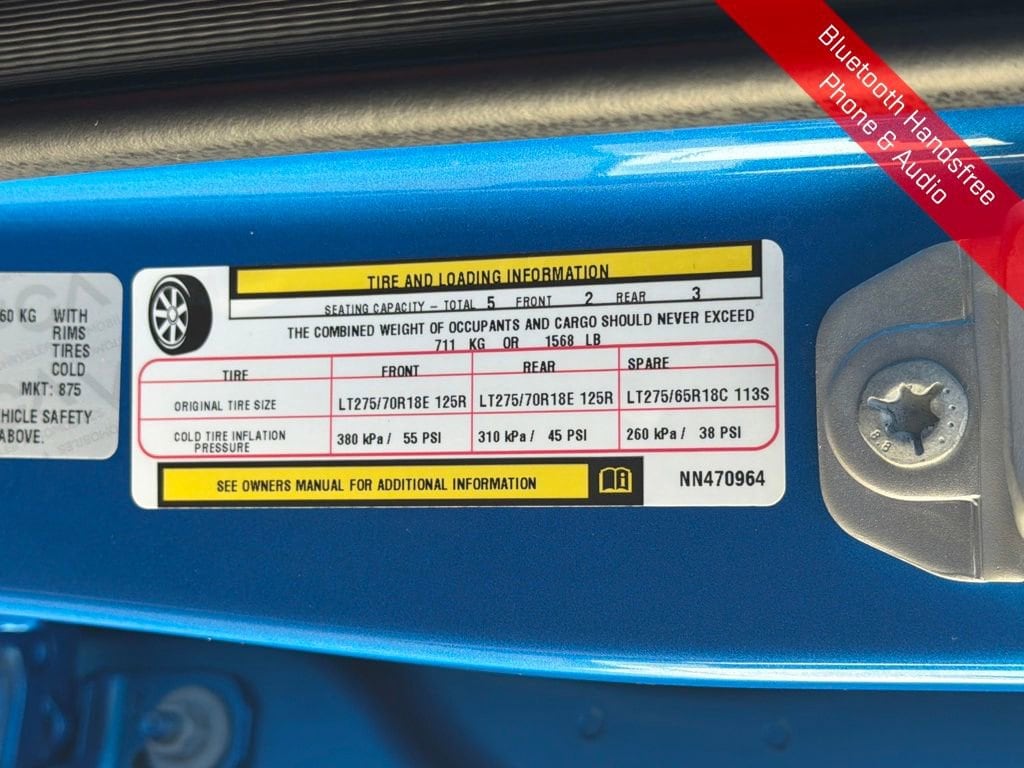 Bluetooth Handsfree
Phone & Audio
60 KG WITH
RIMS
TIRES
COLD
MKT: 875
HICLE SAFETY
ABOVE.
TIRE AND LOADING INFORMATION
SEATING CAPACITY – TOTAL 5 FRONT 2 REAR 3
THE COMBINED WEIGHT OF OCCUPANTS AND CARGO SHOULD NEVER EXCEED
711 KG OR 1568 LB
TIRE FRONT REAR SPARE
ORIGINAL TIRE SIZE LT275/70R18E 125R LT275/70R18E 125R LT275/65R18C 113S
COLD TIRE INFLATION
PRESSURE 380 kPa / 55 PSI 310 kPa / 45 PSI 260 kPa / 38 PSI
SEE OWNERS MANUAL FOR ADDITIONAL INFORMATION
NN470964
8.8